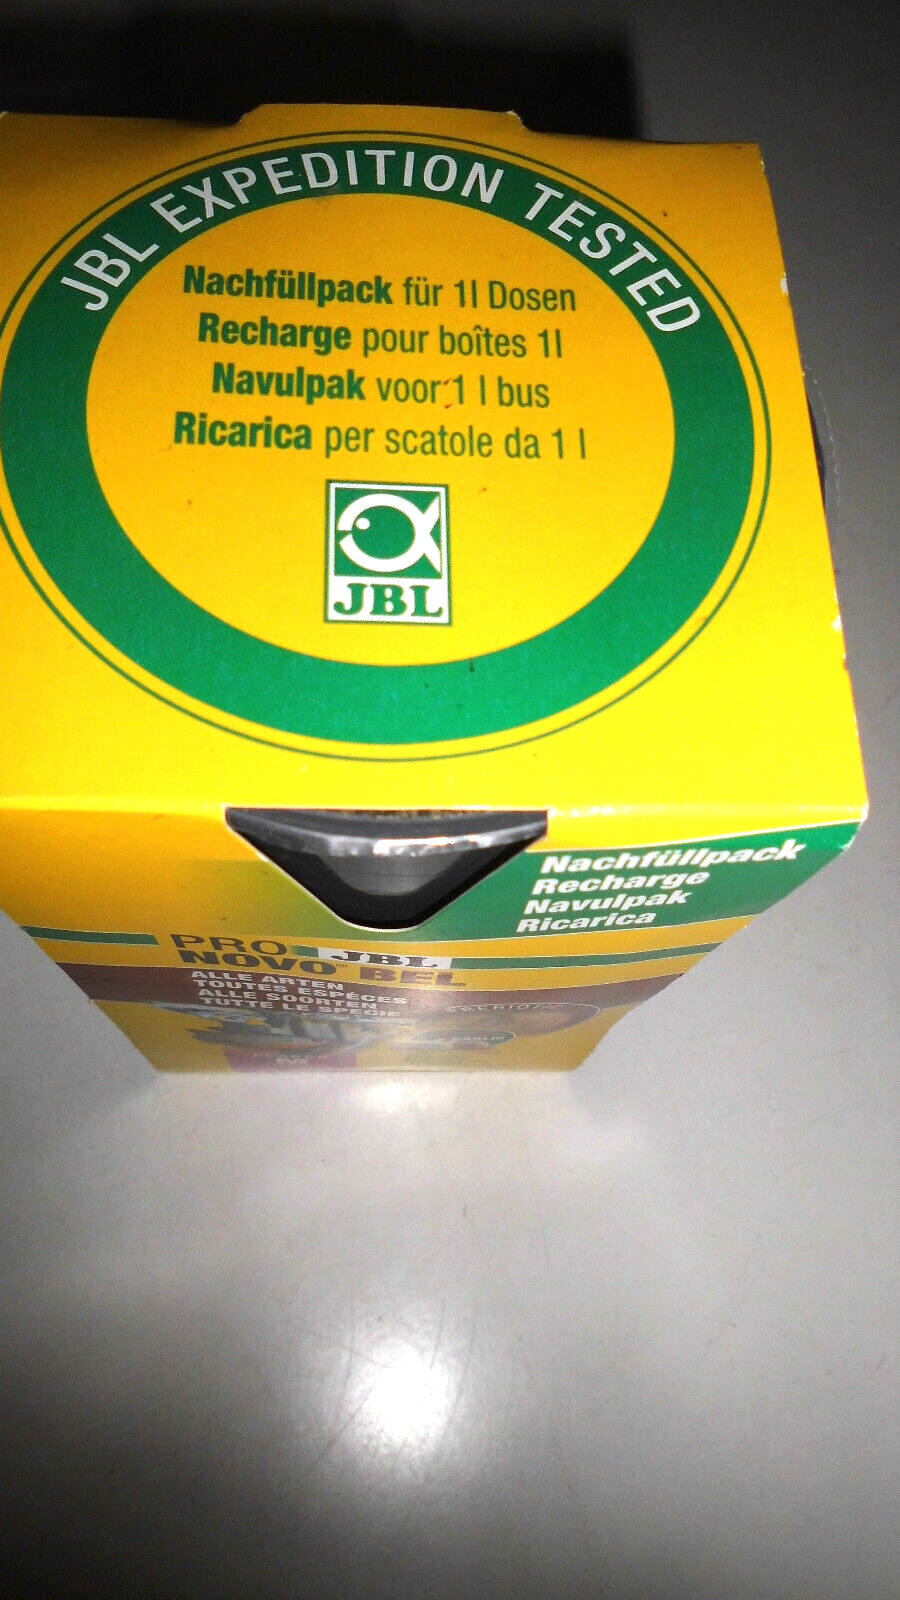 JBL EXPEDITION TESTED
Nachfüllpack für 1l Dosen
Recharge pour boîtes 1l
Navulpak voor 1 l bus
Ricarica per scatole da 1 l
JBL
Nachfüllpack
Recharge
Navulpak
Ricarica
PRO JBL
NOVO BEL
ALLE ARTEN
TOUTES ESPÈCES
ALLE SOORTEN
TUTTE LE SPECIE
GARLIC
M